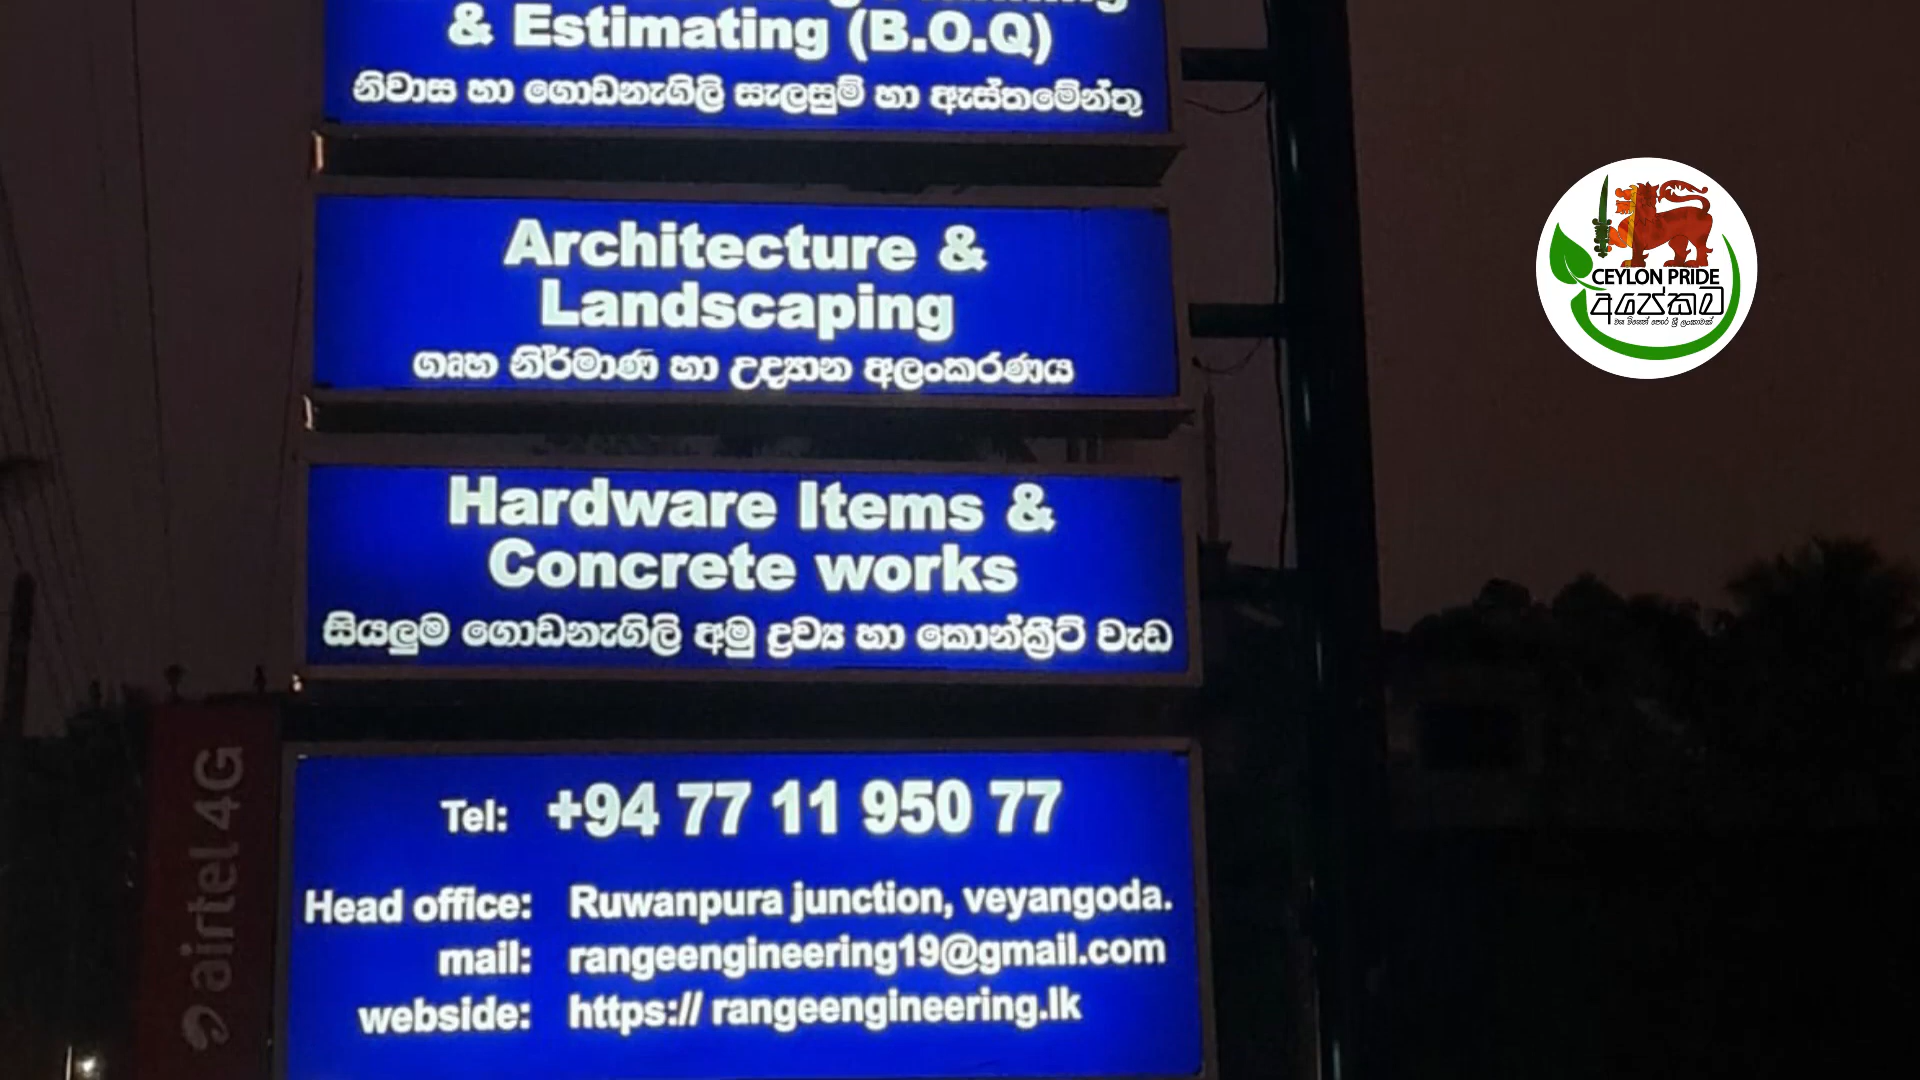 & Estimating (B.O.Q)
නිවාස හා ගොඩනැගිලි සැලසුම් හා ඇස්තමේන්තු
Architecture &
Landscaping
ගෘහ නිර්මාණ හා උද්‍යාන අලංකරණය
Hardware Items &
Concrete works
සියලුම ගොඩනැගිලි අමු ද්‍රව්‍ය හා කොන්ක්‍රීට් වැඩ
Tel: +94 77 11 950 77
Head office: Ruwanpura junction, veyangoda.
mail: rangeengineering19@gmail.com
webside: https:// rangeengineering.lk
airtel 4G
CEYLON PRIDE
අපේකම